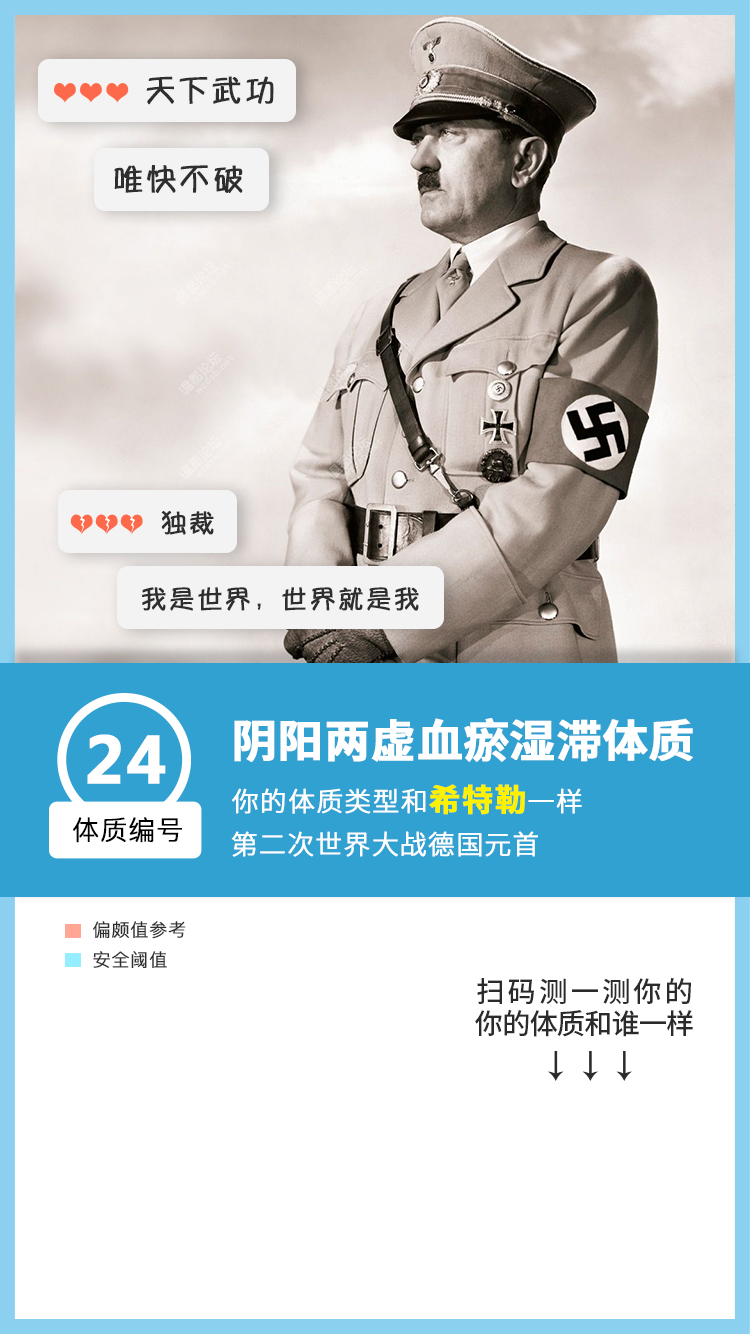 天下武功
唯快不破
独裁
我是世界，世界就是我
24
体质编号
阴阳两虚血瘀湿滞体质
你的体质类型和希特勒一样
第二次世界大战德国元首
偏颇值参考
安全阈值
扫码测一测你的
你的体质和谁一样
↓↓↓